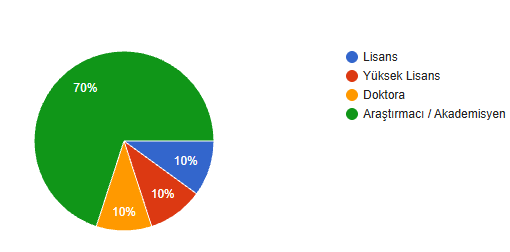 Lisans
Yüksek Lisans
Doktora
Araştırmacı / Akademisyen
70%
10%
10%
10%